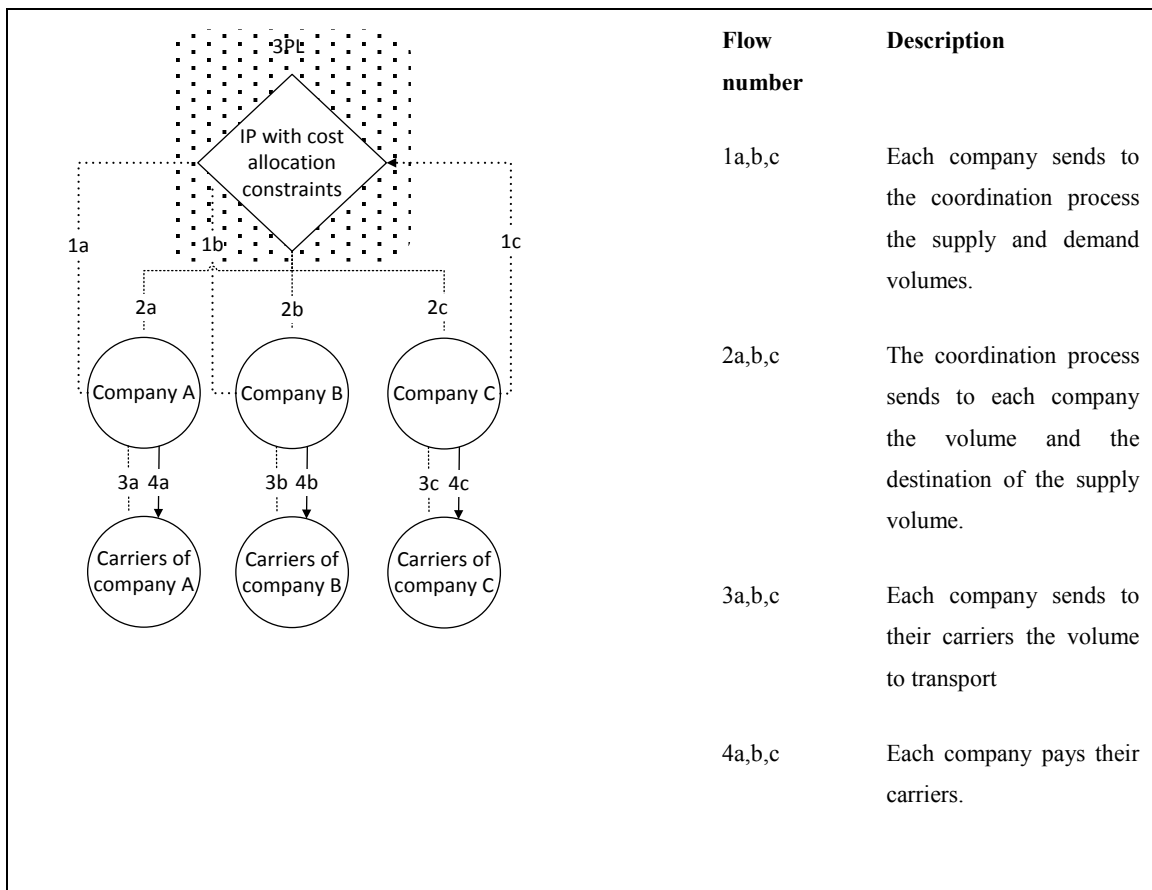 3PL
IP with cost
allocation
constraints
1a
1b
1c
2a
2b
2c
Company A
Company B
Company C
3a
4a
3b
4b
3c
4c
Carriers of
company A
Carriers of
company B
Carriers of
company C
Flow
number
Description
1a,b,c
Each company sends to
the coordination process
the supply and demand
volumes.
2a,b,c
The coordination process
sends to each company
the volume and the
destination of the supply
volume.
3a,b,c
Each company sends to
their carriers the volume
to transport
4a,b,c
Each company pays their
carriers.